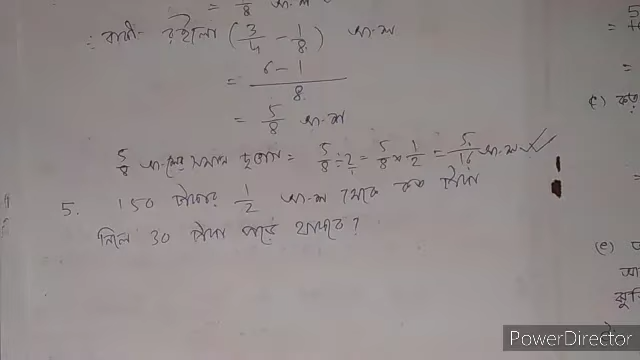 8 অংশ
∴ বাকী রইলো (3/4 - 1/8) অংশ
= 6-1/8
= 5/8 অংশ
5/8 অংশের সমান দুভাগ = 5/8 ÷ 2/1 = 5/8 × 1/2 = 5/16 অংশ
5. 150 টাকার 1/2 অংশ থেকে কত টাকা
নিলে 30 টাকা পড়ে থাকবে?
(e)
PowerDirector